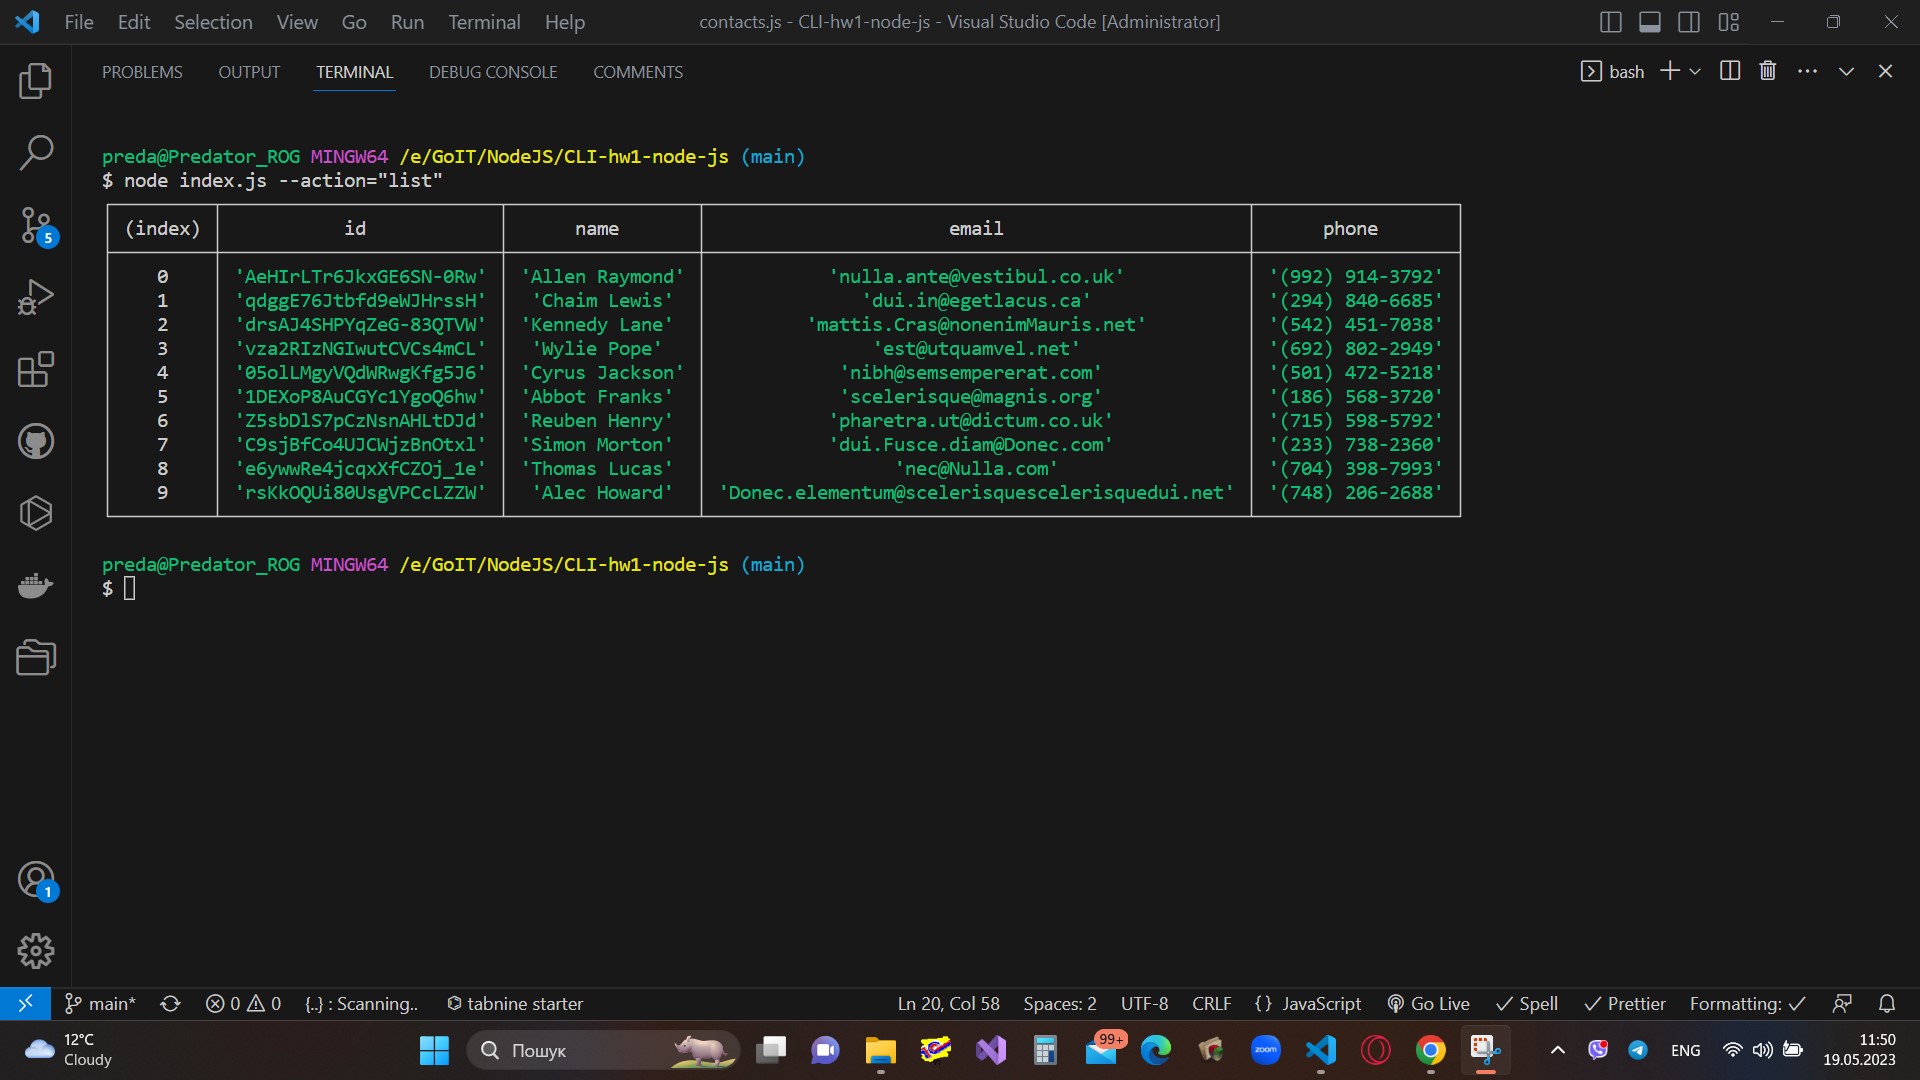 File Edit Selection View Go Run Terminal Help contacts.js - CLI-hw1-node-js - Visual Studio Code [Administrator]
PROBLEMS OUTPUT TERMINAL DEBUG CONSOLE COMMENTS bash
preda@Predator_ROG MINGW64 /e/GoIT/NodeJS/CLI-hw1-node-js (main)
$ node index.js --action="list"
(index) id name email phone
0 'AeHIrLTr6JkxGE6SN-0Rw' 'Allen Raymond' 'nulla.ante@vestibul.co.uk' '(992) 914-3792'
1 'qdggE76Jtbfd9eWJHrssH' 'Chaim Lewis' 'dui.in@egetlacus.ca' '(294) 840-6685'
2 'drsAJ4SHPYqZeG-83QTVW' 'Kennedy Lane' 'mattis.Cras@nonenimMauris.net' '(542) 451-7038'
3 'vza2RIzNGIwutCVCs4mCL' 'Wylie Pope' 'est@utquamvel.net' '(692) 802-2949'
4 '05olLMgyVQdWRwgKfg5J6' 'Cyrus Jackson' 'nibh@semsempererat.com' '(501) 472-5218'
5 '1DEXoP8AuCGYc1YgoQ6hw' 'Abbot Franks' 'scelerisque@magnis.org' '(186) 568-3720'
6 'Z5sbDlS7pCzNsnAHLtDJd' 'Reuben Henry' 'pharetra.ut@dictum.co.uk' '(715) 598-5792'
7 'C9sjBfCo4UJCWjzBnOtxl' 'Simon Morton' 'dui.Fusce.diam@Donec.com' '(233) 738-2360'
8 'e6ywwRe4jcqxXfCZOj_1e' 'Thomas Lucas' 'nec@Nulla.com' '(704) 398-7993'
9 'rsKkOQUi80UsgVPCcLZZW' 'Alec Howard' 'Donec.elementum@scelerisquescelerisquedui.net' '(748) 206-2688'
preda@Predator_ROG MINGW64 /e/GoIT/NodeJS/CLI-hw1-node-js (main)
$
5
1
main* 0 0 {..} : Scanning.. tabnine starter Ln 20, Col 58 Spaces: 2 UTF-8 CRLF {} JavaScript Go Live Spell Prettier Formatting:
12°C
Cloudy
Пошук
99+
zoom
ENG
11:50
19.05.2023